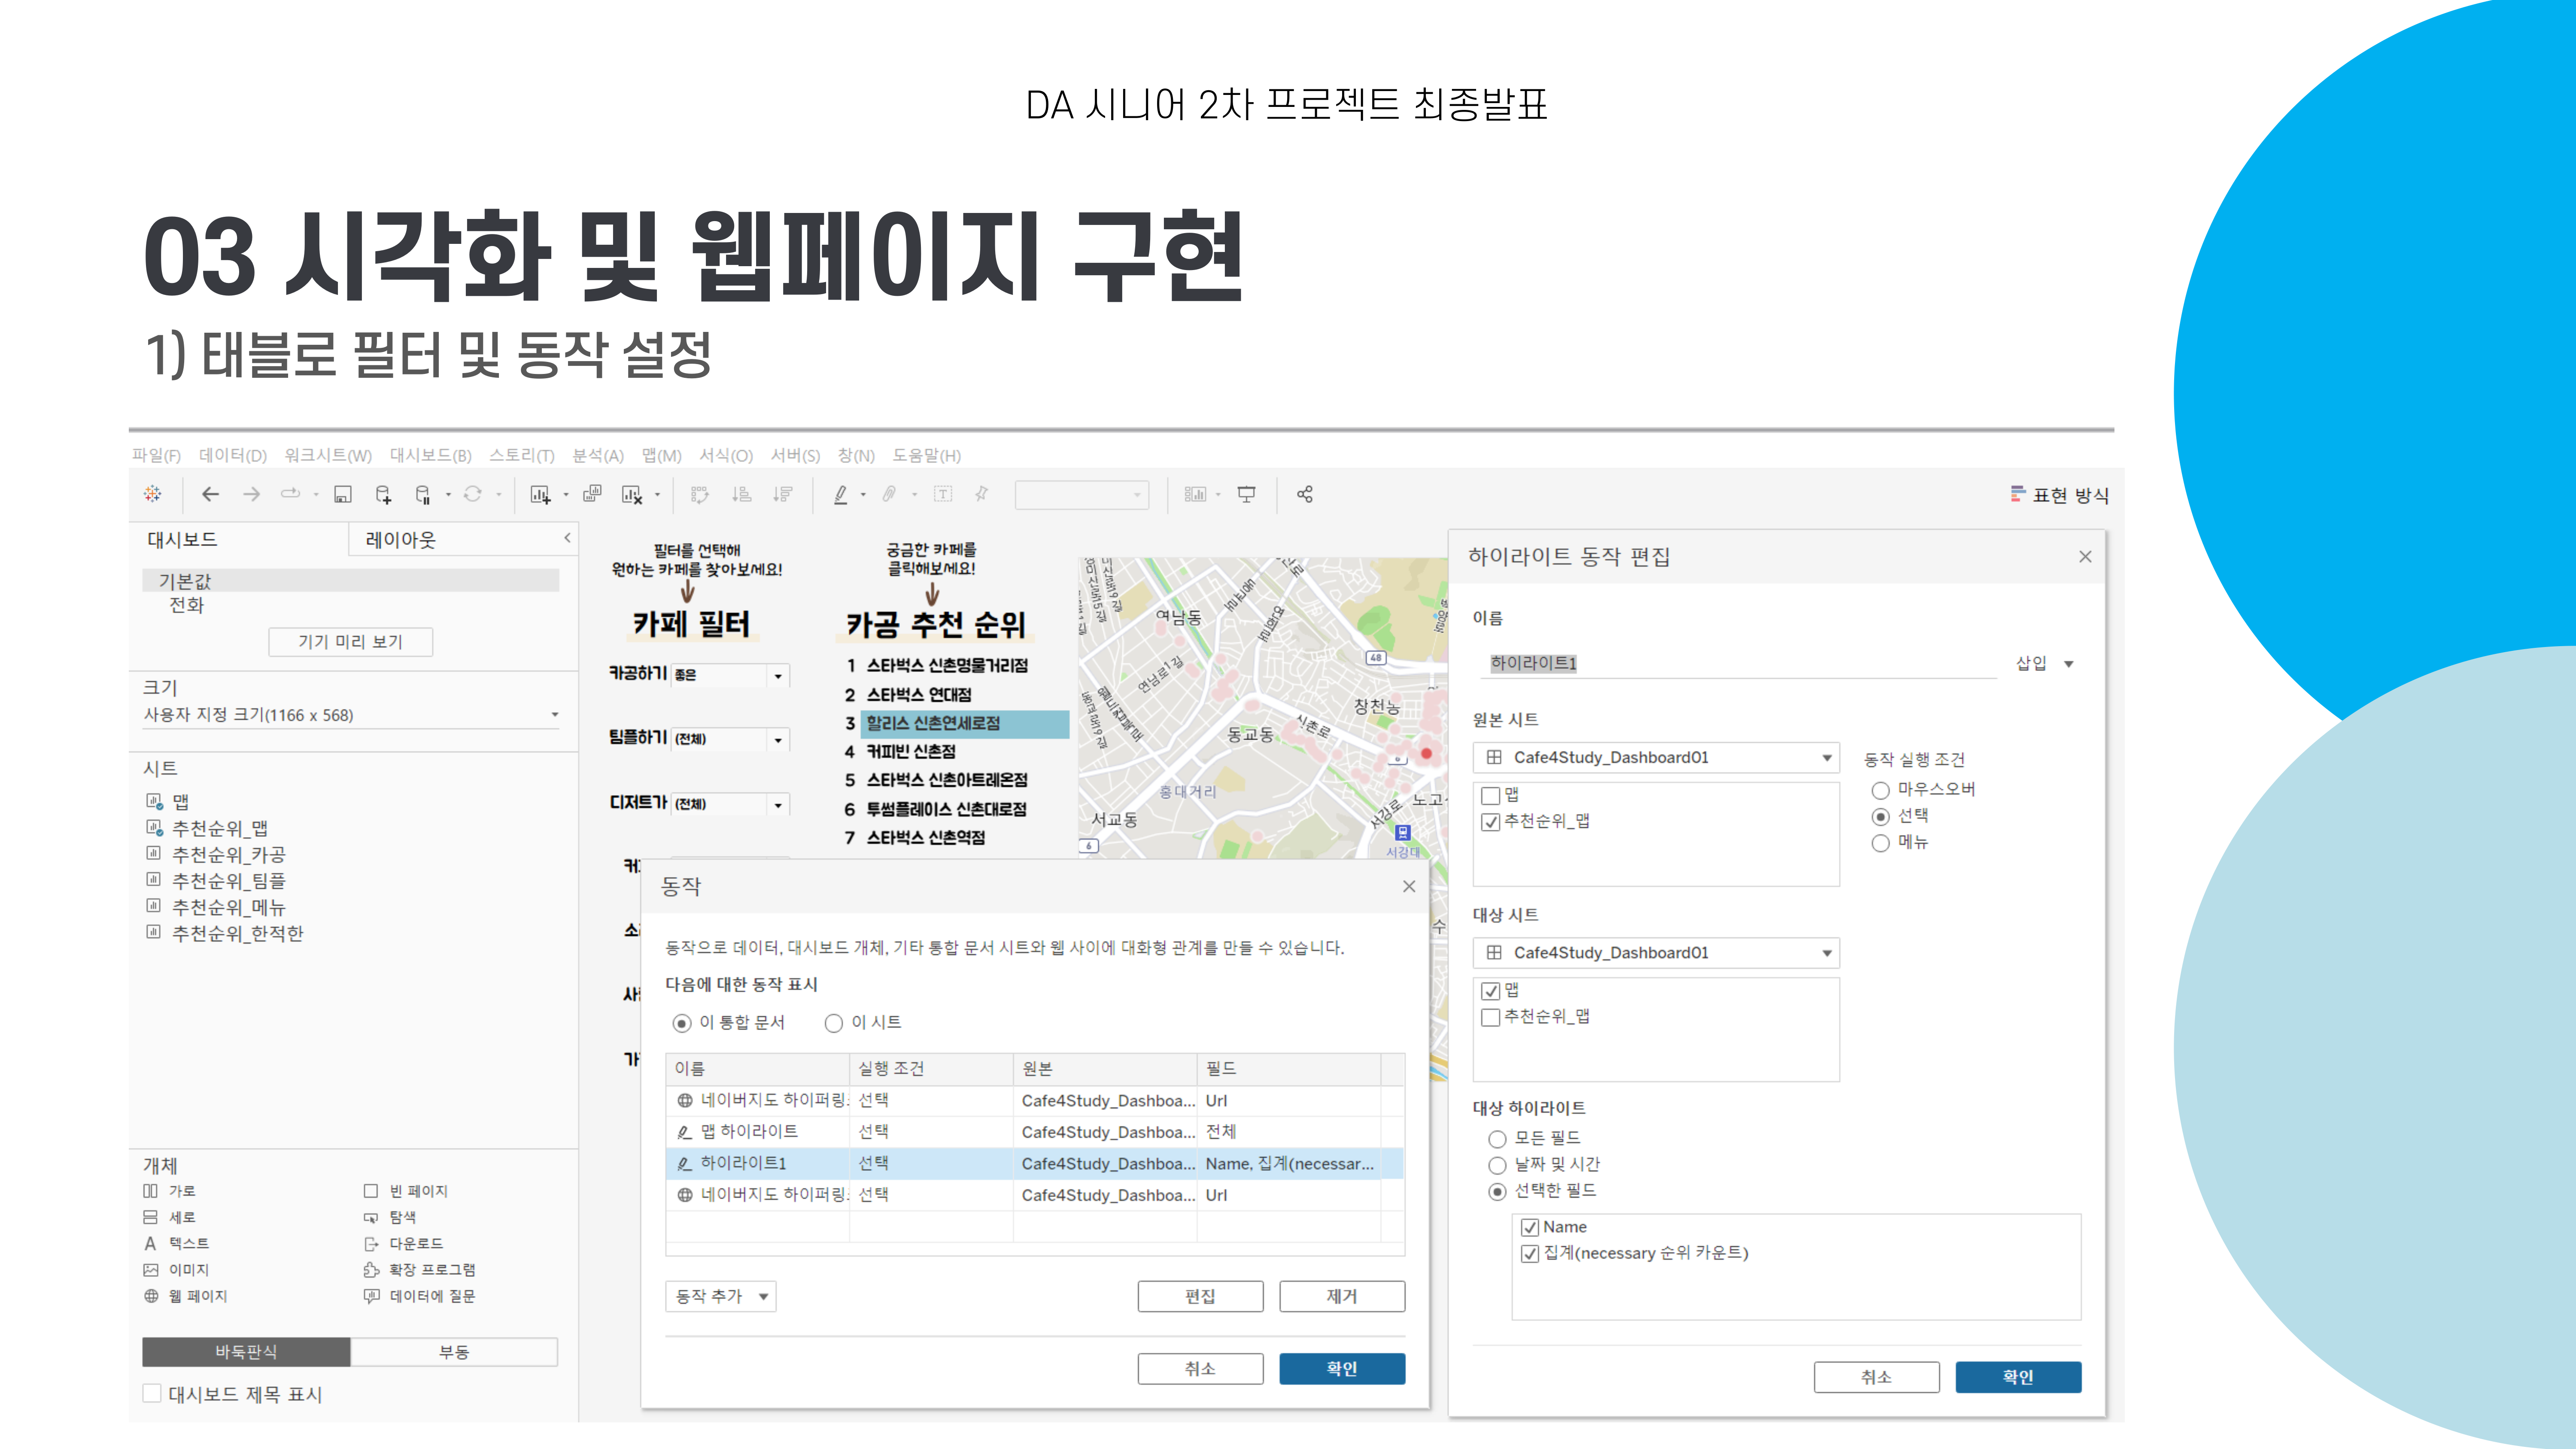 DA 시니어 2차 프로젝트 최종발표
03 시각화 및 웹페이지 구현
1) 태블로 필터 및 동작 설정
파일(F) 데이터(D) 워크시트(W) 대시보드(B) 스토리(T) 분석(A) 맵(M) 서식(O) 서버(S) 창(N) 도움말(H)
표현 방식
대시보드 레이아웃
기본값
전화
기기 미리 보기
크기
사용자 지정 크기(1166 x 568)
시트
맵
추천순위_맵
추천순위_카공
추천순위_팀플
추천순위_메뉴
추천순위_한적한
개체
가로 빈 페이지
세로 탐색
텍스트 다운로드
이미지 확장 프로그램
웹 페이지 데이터에 질문
바둑판식 부동
대시보드 제목 표시
필터를 선택해
원하는 카페를 찾아보세요!
카페 필터
카공하기 좋은
팀플하기 (전체)
디저트가 (전체)
궁금한 카페를
클릭해보세요!
카공 추천 순위
1 스타벅스 신촌명물거리점
2 스타벅스 연대점
3 할리스 신촌연세로점
4 커피빈 신촌점
5 스타벅스 신촌아트레온점
6 투썸플레이스 신촌대로점
7 스타벅스 신촌역점
연남동
연남로1길
48
창천동
신촌로
동교동
6
홍대거리
서강로
노고
서교동
6
서강대
동작
동작으로 데이터, 대시보드 개체, 기타 통합 문서 시트와 웹 사이에 대화형 관계를 만들 수 있습니다.
다음에 대한 동작 표시
이 통합 문서 이 시트
이름 실행 조건 원본 필드
네이버지도 하이퍼링 선택 Cafe4Study_Dashboa... Url
맵 하이라이트 선택 Cafe4Study_Dashboa... 전체
하이라이트1 선택 Cafe4Study_Dashboa... Name, 집계(necessar...
네이버지도 하이퍼링 선택 Cafe4Study_Dashboa... Url
동작 추가 편집 제거
취소 확인
하이라이트 동작 편집
이름
하이라이트1 삽입
원본 시트
Cafe4Study_Dashboard01
맵
추천순위_맵
동작 실행 조건
마우스오버
선택
메뉴
대상 시트
Cafe4Study_Dashboard01
맵
추천순위_맵
대상 하이라이트
모든 필드
날짜 및 시간
선택한 필드
Name
집계(necessary 순위 카운트)
취소 확인